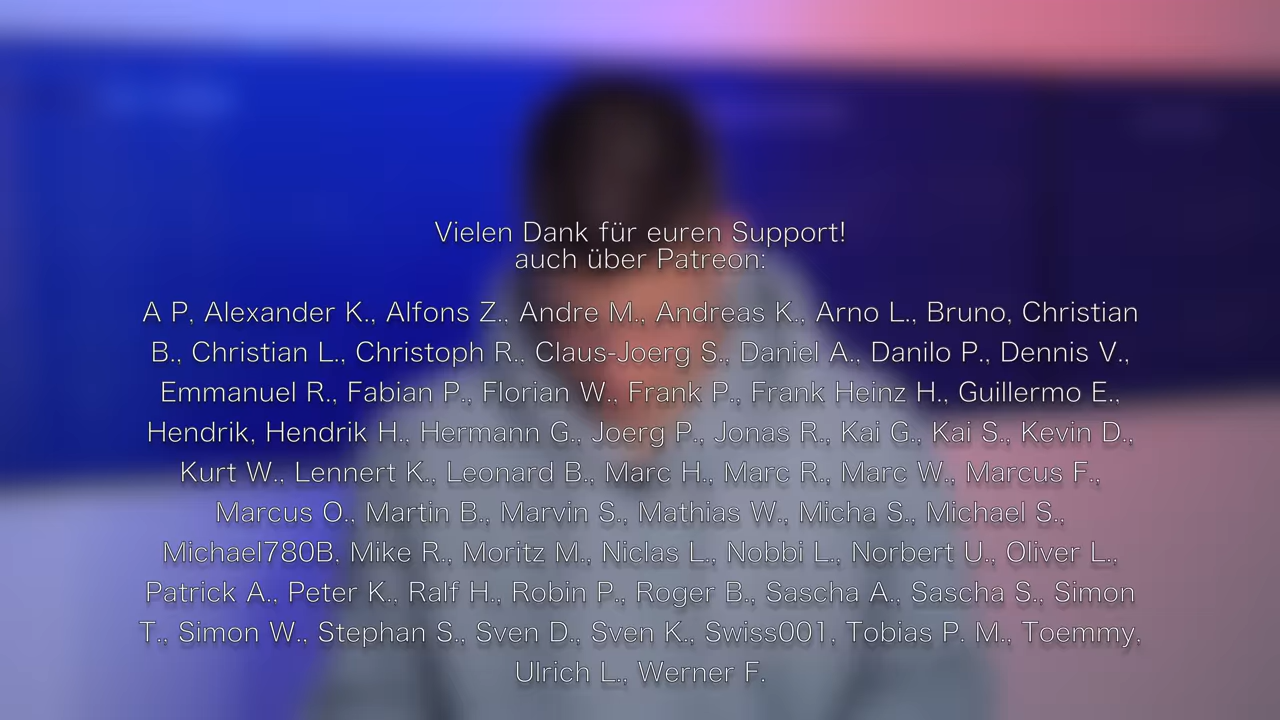 Vielen Dank für euren Support!
auch über Patreon:
A P, Alexander K., Alfons Z., Andre M., Andreas K., Arno L., Bruno, Christian
B., Christian L., Christoph R., Claus-Joerg S., Daniel A., Danilo P., Dennis V.,
Emmanuel R., Fabian P., Florian W., Frank P., Frank Heinz H., Guillermo E.,
Hendrik, Hendrik H., Hermann G., Joerg P., Jonas R., Kai G., Kai S., Kevin D.,
Kurt W., Lennert K., Leonard B., Marc H., Marc R., Marc W., Marcus F.,
Marcus O., Martin B., Marvin S., Mathias W., Micha S., Michael S.,
Michael780B, Mike R., Moritz M., Niclas L., Nobbi L., Norbert U., Oliver L.,
Patrick A., Peter K., Ralf H., Robin P., Roger B., Sascha A., Sascha S., Simon
T., Simon W., Stephan S., Sven D., Sven K., Swiss001, Tobias P. M., Toemmy,
Ulrich L., Werner F.